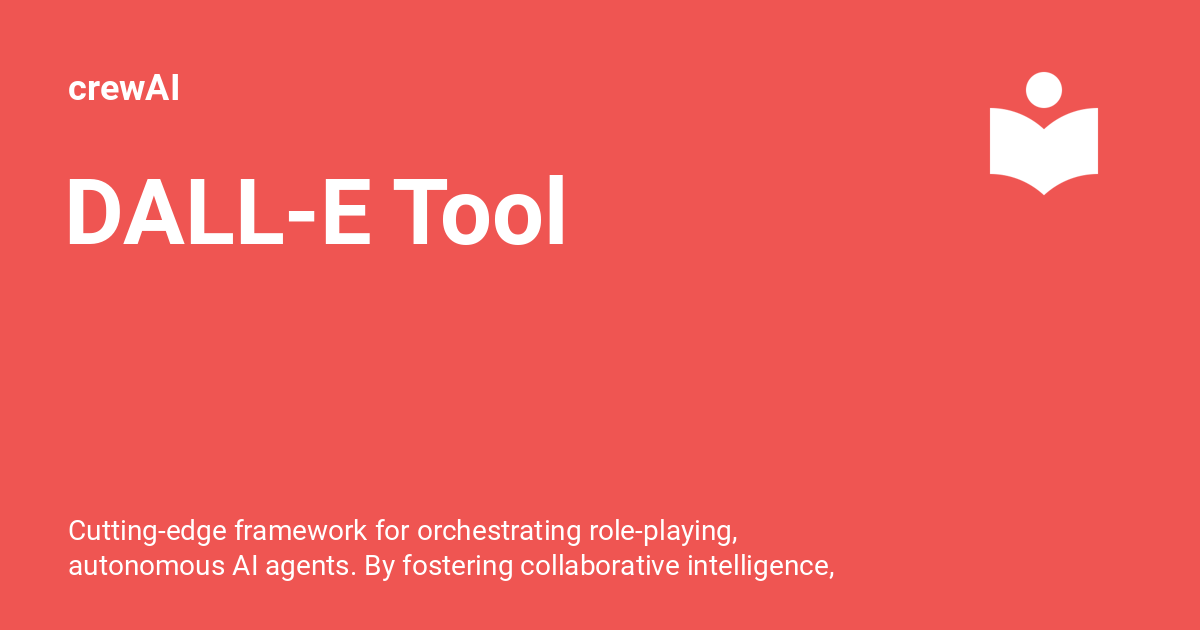 crewAI
DALL-E Tool
Cutting-edge framework for orchestrating role-playing,
autonomous AI agents. By fostering collaborative intelligence,